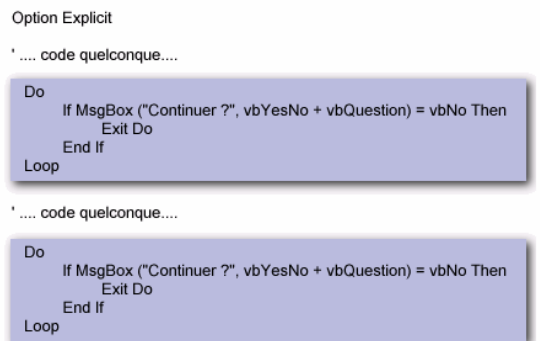 Option Explicit
' .... code quelconque....
Do
If MsgBox ("Continuer ?", vbYesNo + vbQuestion) = vbNo Then
Exit Do
End If
Loop
' .... code quelconque....
Do
If MsgBox ("Continuer ?", vbYesNo + vbQuestion) = vbNo Then
Exit Do
End If
Loop